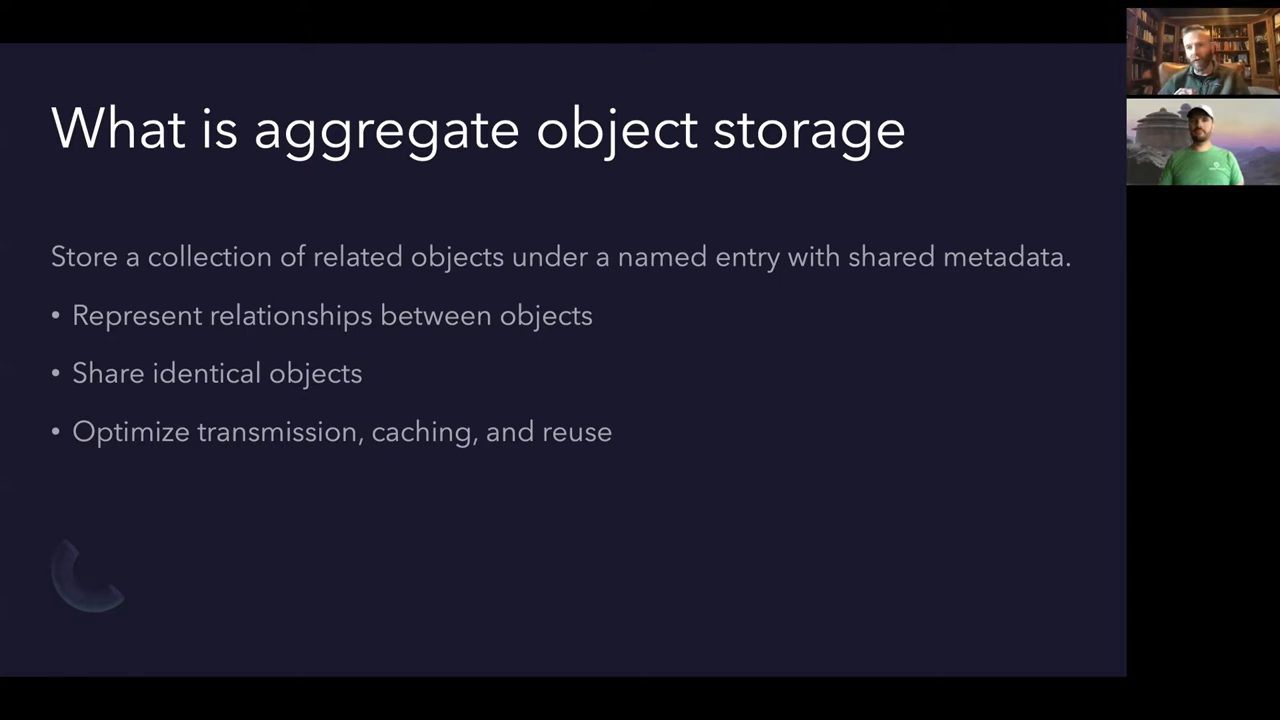 What is aggregate object storage
Store a collection of related objects under a named entry with shared metadata.
• Represent relationships between objects
• Share identical objects
• Optimize transmission, caching, and reuse